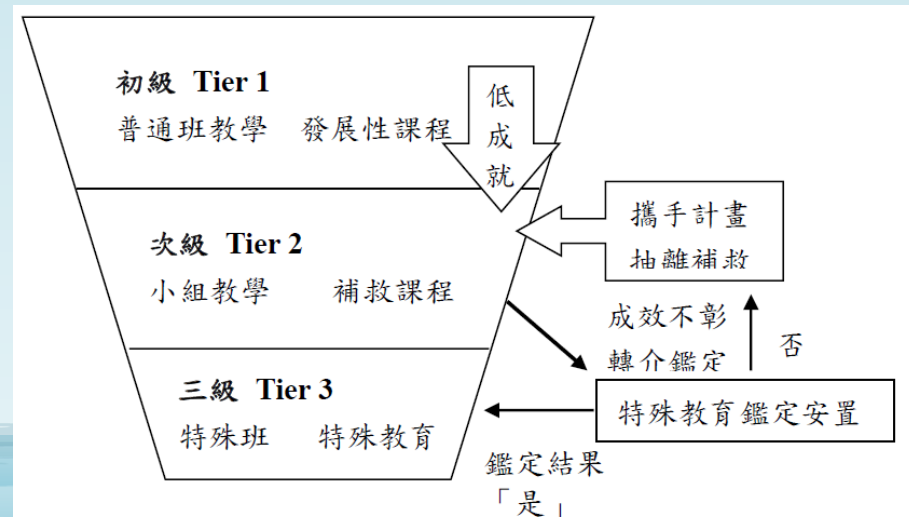 初級 Tier 1
普通班教學 發展性課程
低
成
就
次級 Tier 2
小組教學 補救課程
攜手計畫
抽離補救
成效不彰
轉介鑑定
否
三級 Tier 3
特殊班 特殊教育
特殊教育鑑定安置
鑑定結果
「是」